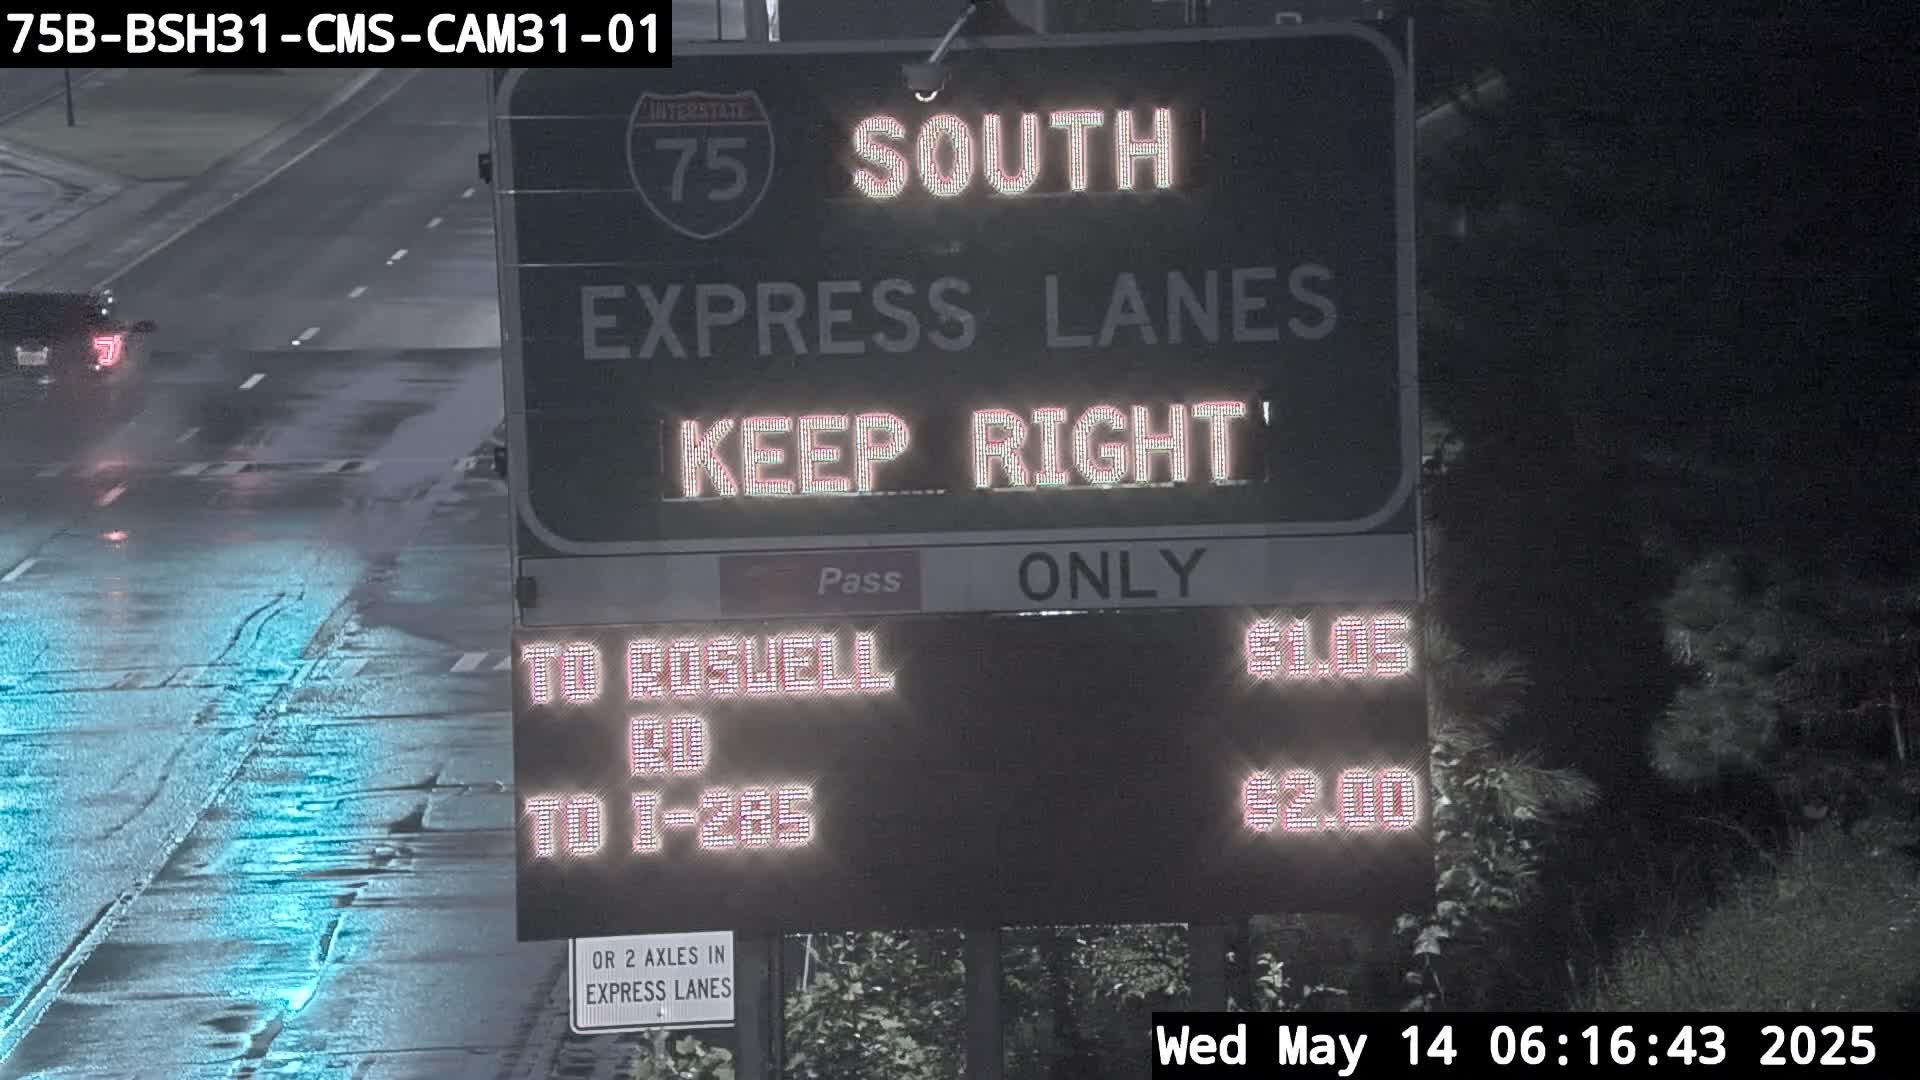 75B-BSH31-CMS-CAM31-01
INTERSTATE
75
SOUTH
EXPRESS LANES
KEEP RIGHT
Pass ONLY
TO ROSWELL $1.05
RD
TO I-285 $2.00
OR 2 AXLES IN
EXPRESS LANES
Wed May 14 06:16:43 2025